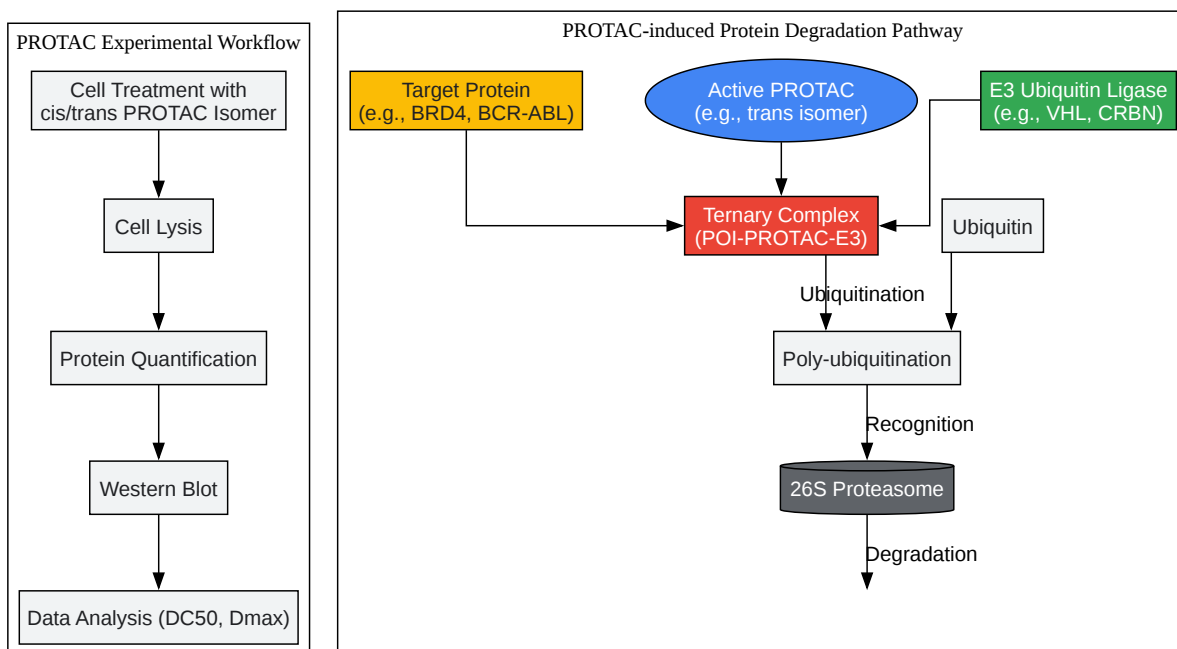 PROTAC Experimental Workflow
Cell Treatment with
cis/trans PROTAC Isomer
Cell Lysis
Protein Quantification
Western Blot
Data Analysis (DC50, Dmax)
PROTAC-induced Protein Degradation Pathway
Target Protein
(e.g., BRD4, BCR-ABL)
Active PROTAC
(e.g., trans isomer)
E3 Ubiquitin Ligase
(e.g., VHL, CRBN)
Ternary Complex
(POI-PROTAC-E3)
Ubiquitin
Ubiquitination
Poly-ubiquitination
Recognition
26S Proteasome
Degradation